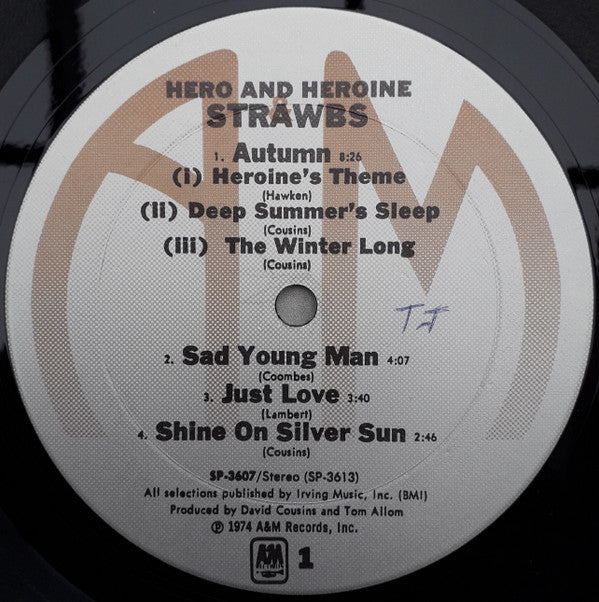 HERO AND HEROINE
STRAWBS
1. Autumn 8:26
(i) Heroine's Theme
(Hawken)
(ii) Deep Summer's Sleep
(Cousins)
(iii) The Winter Long
(Cousins)
TJ
2. Sad Young Man 4:07
(Coombes)
3. Just Love 3:40
(Lambert)
4. Shine On Silver Sun 2:46
(Cousins)
SP-3607/Stereo (SP-3613)
All selections published by Irving Music, Inc. (BMI)
Produced by David Cousins and Tom Allom
℗ 1974 A&M Records, Inc.
A&M 1